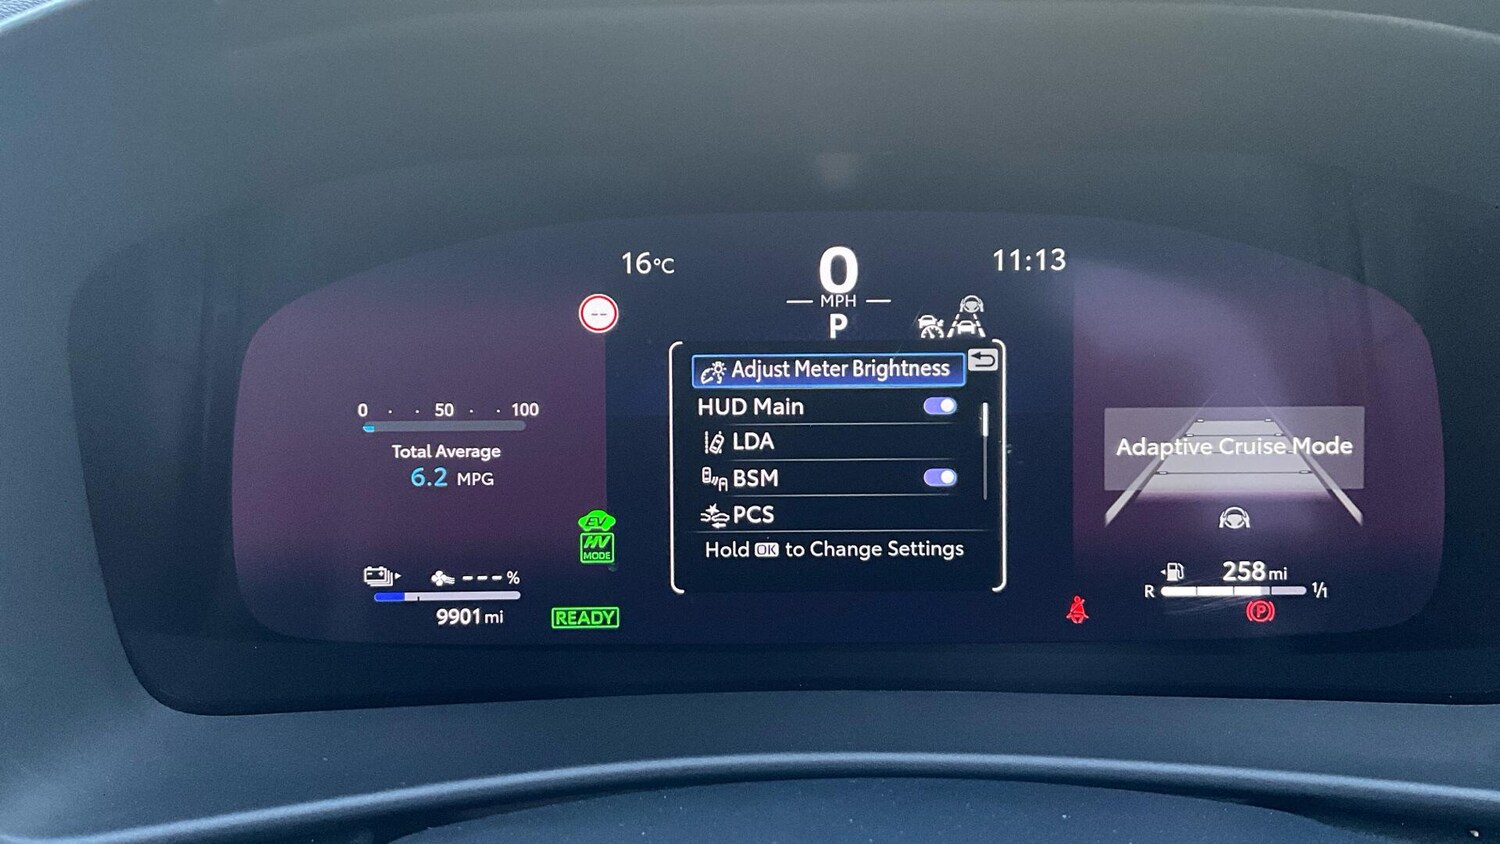 16°C
0
11:13
MPH
--
P
Adjust Meter Brightness
HUD Main
0 50 100
LDA
Total Average
Adaptive Cruise Mode
6.2 MPG
BSM
PCS
EV
HV
MODE
Hold OK to Change Settings
---%
258 mi
R
1/1
9901 mi
READY
P